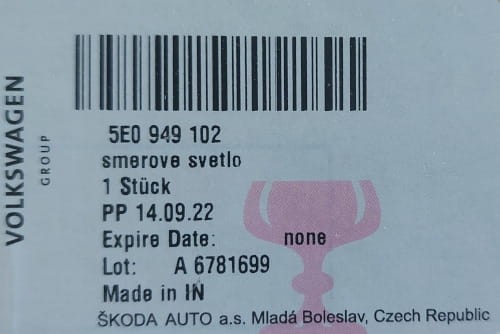 VOLKSWAGEN
GROUP
5E0 949 102
smerove svetlo
1 Stück
PP 14.09.22
Expire Date: none
Lot: A 6781699
Made in IN
ŠKODA AUTO a.s. Mladá Boleslav, Czech Republic